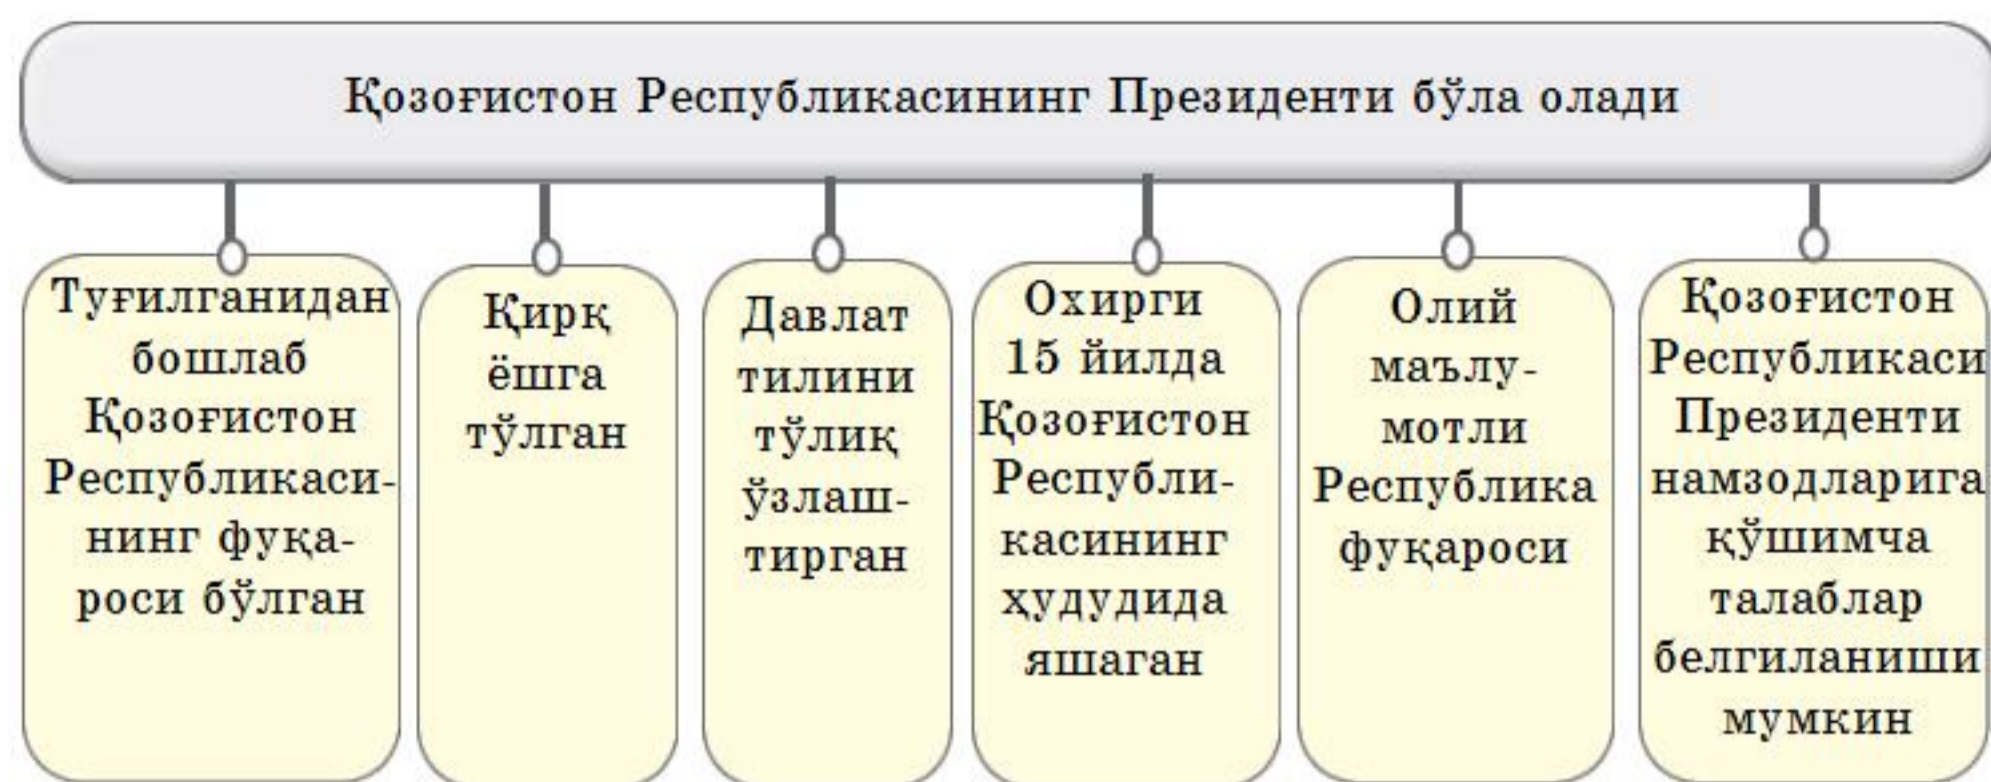 Қозоғистон Республикасининг Президенти бўла олади
Туғилганидан
бошлаб
Қозоғистон
Республикаси-
нинг фуқа-
роси бўлган
Қирқ
ёшга
тўлган
Давлат
тилини
тўлиқ
ўзлаш-
тирган
Охирги
15 йилда
Қозоғистон
Республи-
касининг
ҳудудида
яшаган
Олий
маълу-
мотли
Республика
фуқароси
Қозоғистон
Республикаси
Президенти
намзодларига
қўшимча
талаблар
белгиланиши
мумкин